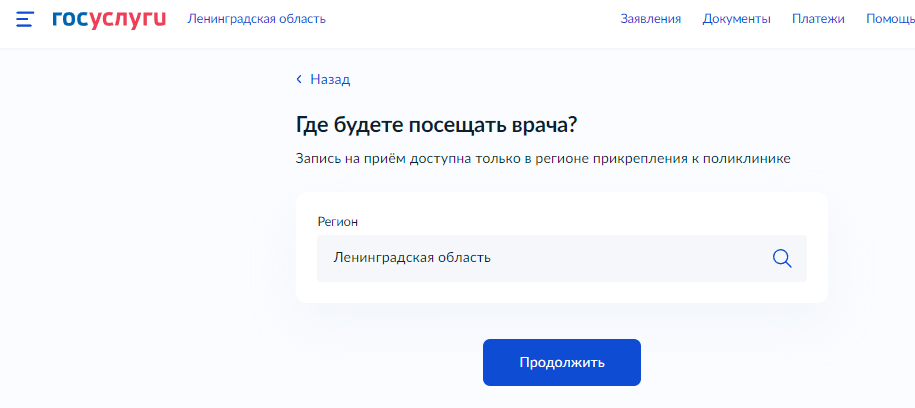 госуслуги Ленинградская область Заявления Документы Платежи Помощь
Назад
Где будете посещать врача?
Запись на приём доступна только в регионе прикрепления к поликлинике
Регион
Ленинградская область
Продолжить